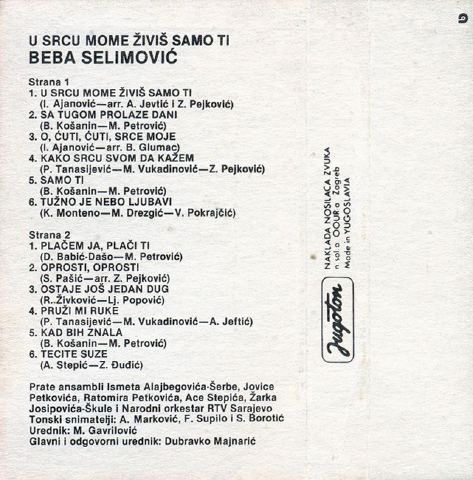 U SRCU MOME ŽIVIŠ SAMO TI
BEBA SELIMOVIĆ
Strana 1
1. U SRCU MOME ŽIVIŠ SAMO TI
(I. Ajanović—arr. A. Jevtić i Z. Pejković)
2. SA TUGOM PROLAZE DANI
(B. Košanin—M. Petrović)
3. O, ĆUTI, ĆUTI, SRCE MOJE
(I. Ajanović—arr. B. Glumac)
4. KAKO SRCU SVOM DA KAŽEM
(P. Tanasijević—M. Vukadinović—Z. Pejković)
5. SAMO TI
(B. Košanin—M. Petrović)
6. TUŽNO JE NEBO LJUBAVI
(K. Monteno—M. Drezgić—V. Pokrajčić)
Strana 2
1. PLAČEM JA, PLAČI TI
(D. Babić-Dašo—M. Petrović)
2. OPROSTI, OPROSTI
(S. Pašić—arr. Z. Pejković)
3. OSTAJE JOŠ JEDAN DUG
(R..Živković—Lj. Popović)
4. PRUŽI MI RUKE
(P. Tanasijević—M. Vukadinović—A. Jeftić)
5. KAD BIH ZNALA
(B. Košanin—M. Petrović)
6. TECITE SUZE
(A. Stepić—Z. Đudić)
Prate ansambli Ismeta Alajbegovića-Šerbe, Jovice
Petkovića, Ratomira Petkovića, Ace Stepića, Žarka
Josipovića-Škule i Narodni orkestar RTV Sarajevo
Tonski snimatelji: A. Marković, F. Supilo i S. Borotić
Urednik: M. Gavrilović
Glavni i odgovorni urednik: Dubravko Majnarić
NAKLADA NOSILACA ZVUKA
n sol o OOUR o Zagreb
Made in YUGOSLAVIA
Jugoton